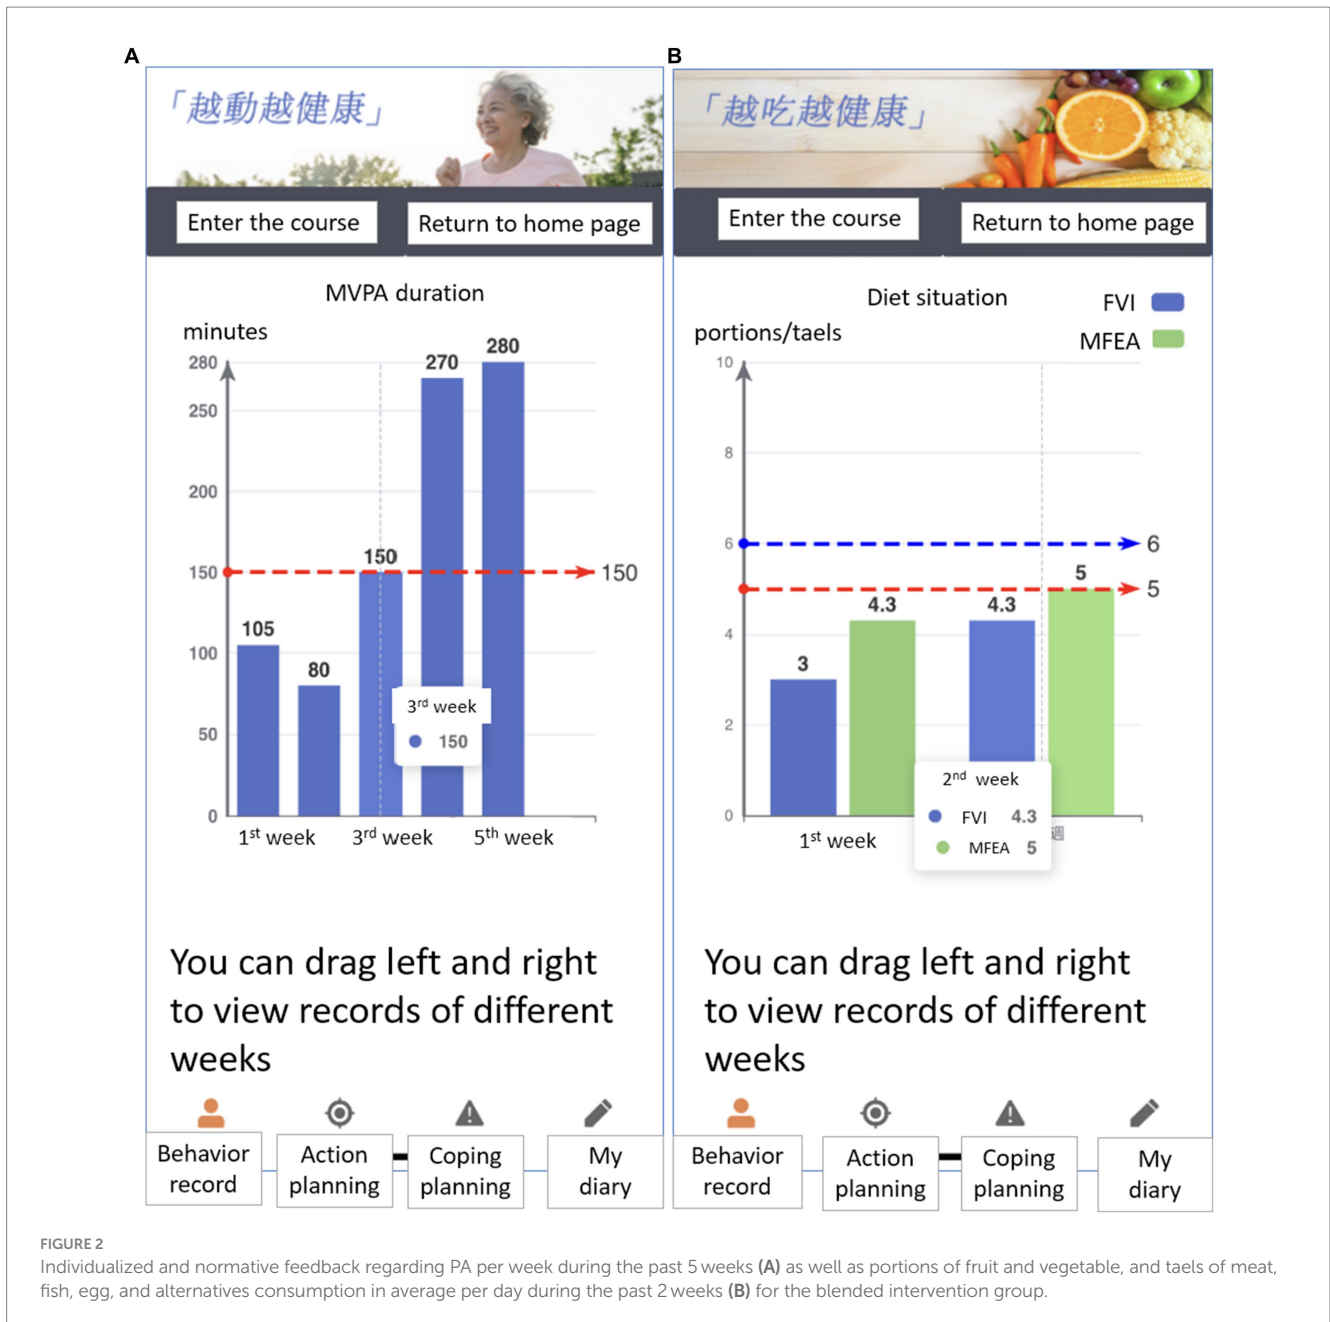 A
「越動越健康」
Enter the course
Return to home page
MVPA duration
minutes
280
250
200
150
100
50
0
105
80
150
270
280
150
3rd week
150
1st week
3rd week
5th week
You can drag left and right
to view records of different
weeks
Behavior
record
Action
planning
Coping
planning
My
diary
B
「越吃越健康」
Enter the course
Return to home page
Diet situation
FVI
MFEA
portions/taels
10
8
6
4
2
0
3
4.3
4.3
5
6
5
2nd week
FVI 4.3
MFEA 5
1st week
週
You can drag left and right
to view records of different
weeks
Behavior
record
Action
planning
Coping
planning
My
diary
FIGURE 2
Individualized and normative feedback regarding PA per week during the past 5 weeks (A) as well as portions of fruit and vegetable, and taels of meat,
fish, egg, and alternatives consumption in average per day during the past 2 weeks (B) for the blended intervention group.